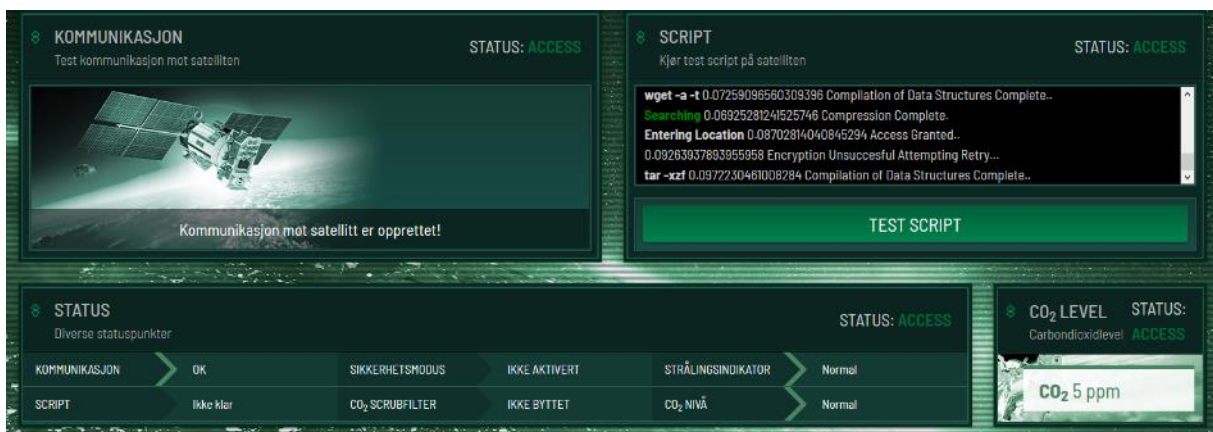 KOMMUNIKASJON
Test kommunikasjon mot satelliten
STATUS: ACCESS
Kommunikasjon mot satellitt er opprettet!
SCRIPT
Kjør test script på satelliten
STATUS: ACCESS
wget -a -t 0.07259096560309396 Compilation of Data Structures Complete..
Searching 0.06925281241525746 Compression Complete.
Entering Location 0.08702814040845294 Access Granted..
0.09263937893955958 Encryption Unsuccesful Attempting Retry...
tar -xzf 0.0972230461008284 Compilation of Data Structures Complete..
TEST SCRIPT
STATUS
Diverse statuspunkter
STATUS: ACCESS
KOMMUNIKASJON OK SIKKERHETSMODUS IKKE AKTIVERT STRÅLINGSINDIKATOR Normal
SCRIPT Ikke klar CO₂ SCRUBFILTER IKKE BYTTET CO₂ NIVÅ Normal
CO₂ LEVEL
Carbondioxidlevel
STATUS:
ACCESS
CO₂ 5 ppm